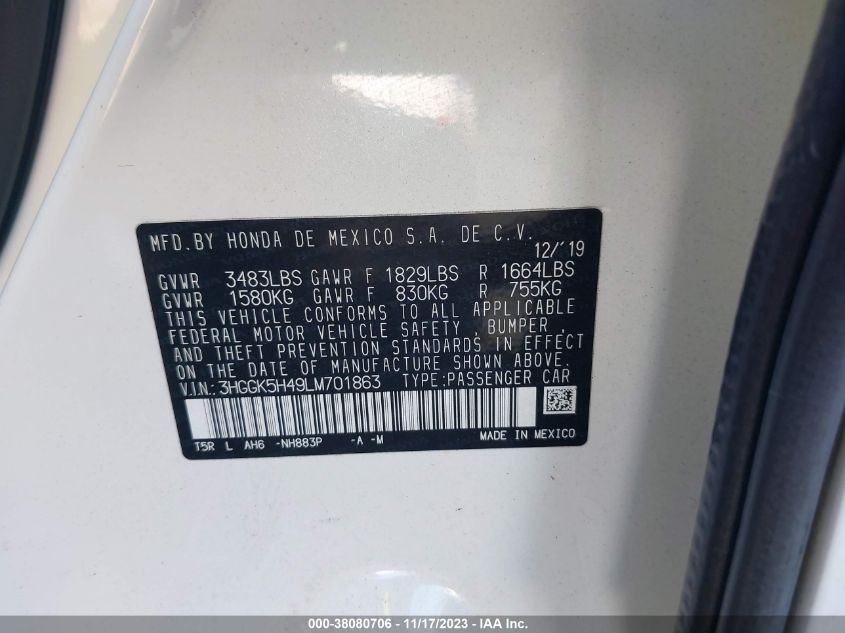 MFD.BY HONDA DE MEXICO S.A. DE C.V.
12/'19
GVWR 3483LBS GAWR F 1829LBS R 1664LBS
GVWR 1580KG GAWR F 830KG R 755KG
THIS VEHICLE CONFORMS TO ALL APPLICABLE
FEDERAL MOTOR VEHICLE SAFETY, BUMPER,
AND THEFT PREVENTION STANDARDS IN EFFECT
ON THE DATE OF MANUFACTURE SHOWN ABOVE.
V.I.N.: 3HGGK5H49LM701863 TYPE:PASSENGER CAR
T5R L AH6 -NH883P -A -M MADE IN MEXICO
000-38080706 - 11/17/2023 - IAA Inc.